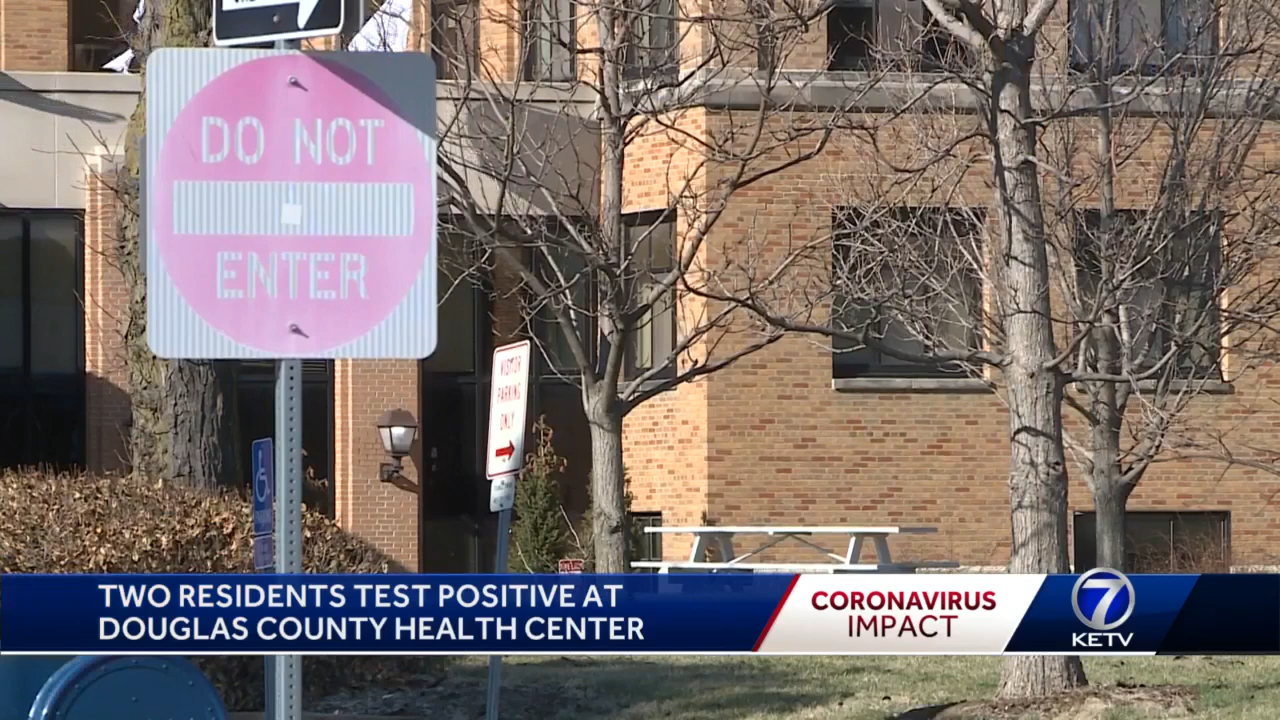 DO NOT
ENTER
VISITOR
PARKING
ONLY
TWO RESIDENTS TEST POSITIVE AT
DOUGLAS COUNTY HEALTH CENTER
CORONAVIRUS
IMPACT
7
KETV